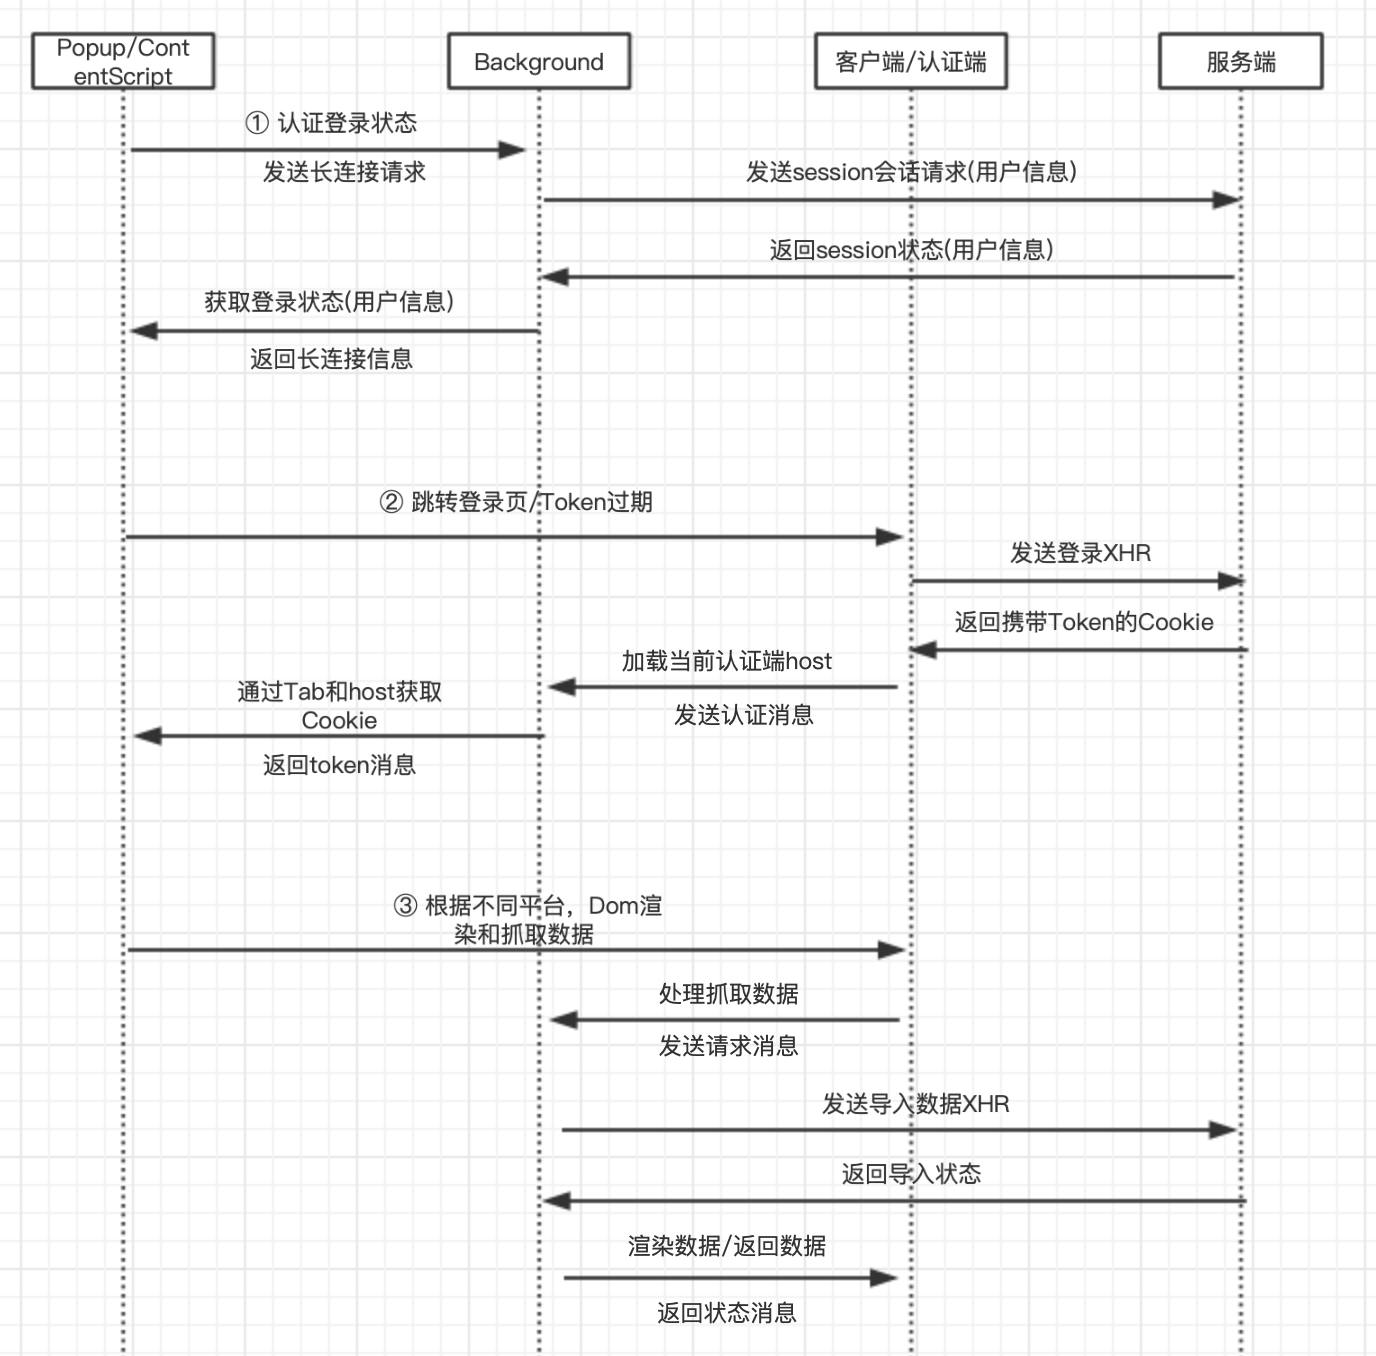 Popup/Cont
entScript
Background
客户端/认证端
服务端
① 认证登录状态
发送长连接请求
发送session会话请求(用户信息)
返回session状态(用户信息)
获取登录状态(用户信息)
返回长连接信息
② 跳转登录页/Token过期
发送登录XHR
返回携带Token的Cookie
加载当前认证端host
发送认证消息
通过Tab和host获取
Cookie
返回token消息
③ 根据不同平台，Dom渲
染和抓取数据
处理抓取数据
发送请求消息
发送导入数据XHR
返回导入状态
渲染数据/返回数据
返回状态消息